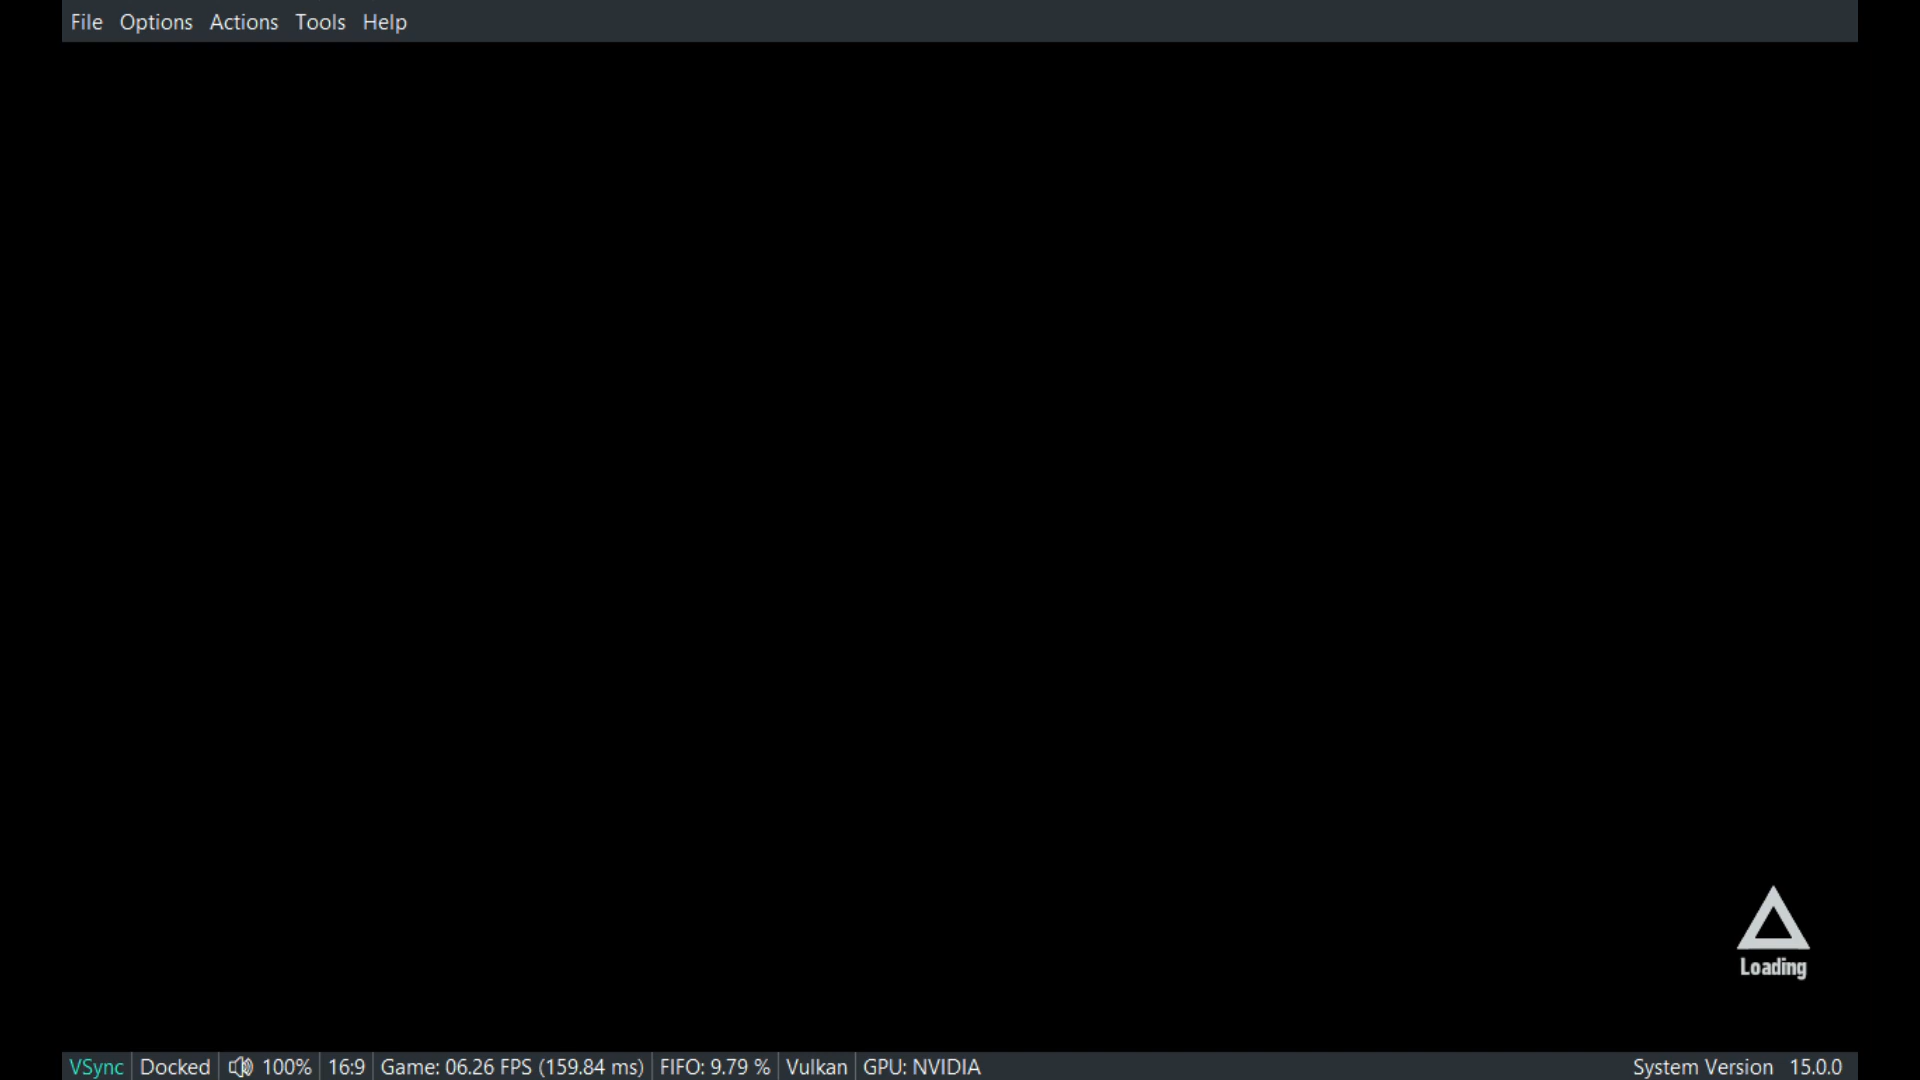 File Options Actions Tools Help
Loading
VSync Docked 100% 16:9 Game: 06.26 FPS (159.84 ms) FIFO: 9.79 % Vulkan GPU: NVIDIA System Version 15.0.0